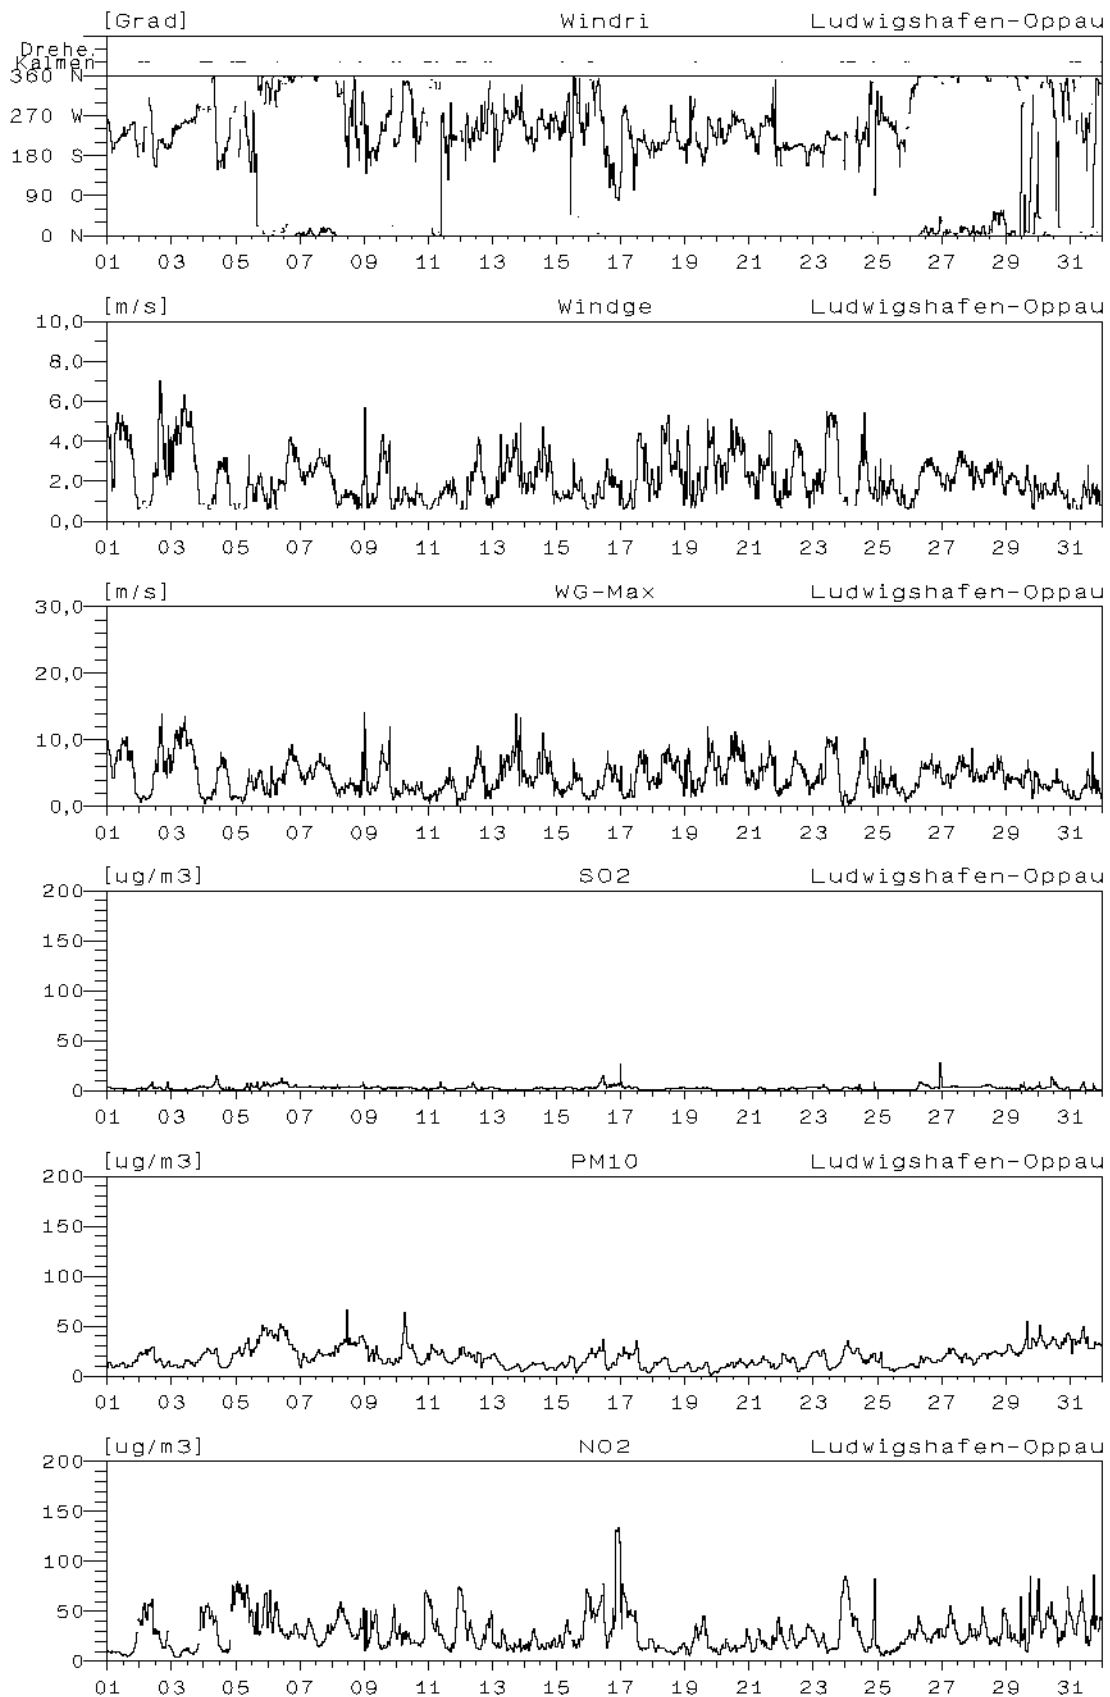 [Grad] Windri Ludwigshafen-Oppau
Drehe.
Kalmen
360 N
270 W
180 S
90 O
0 N
01 03 05 07 09 11 13 15 17 19 21 23 25 27 29 31
[m/s] Windge Ludwigshafen-Oppau
10,0
8,0
6,0
4,0
2,0
0,0
01 03 05 07 09 11 13 15 17 19 21 23 25 27 29 31
[m/s] WG-Max Ludwigshafen-Oppau
30,0
20,0
10,0
0,0
01 03 05 07 09 11 13 15 17 19 21 23 25 27 29 31
[ug/m3] SO2 Ludwigshafen-Oppau
200
150
100
50
0
01 03 05 07 09 11 13 15 17 19 21 23 25 27 29 31
[ug/m3] PM10 Ludwigshafen-Oppau
200
150
100
50
0
01 03 05 07 09 11 13 15 17 19 21 23 25 27 29 31
[ug/m3] NO2 Ludwigshafen-Oppau
200
150
100
50
0
01 03 05 07 09 11 13 15 17 19 21 23 25 27 29 31